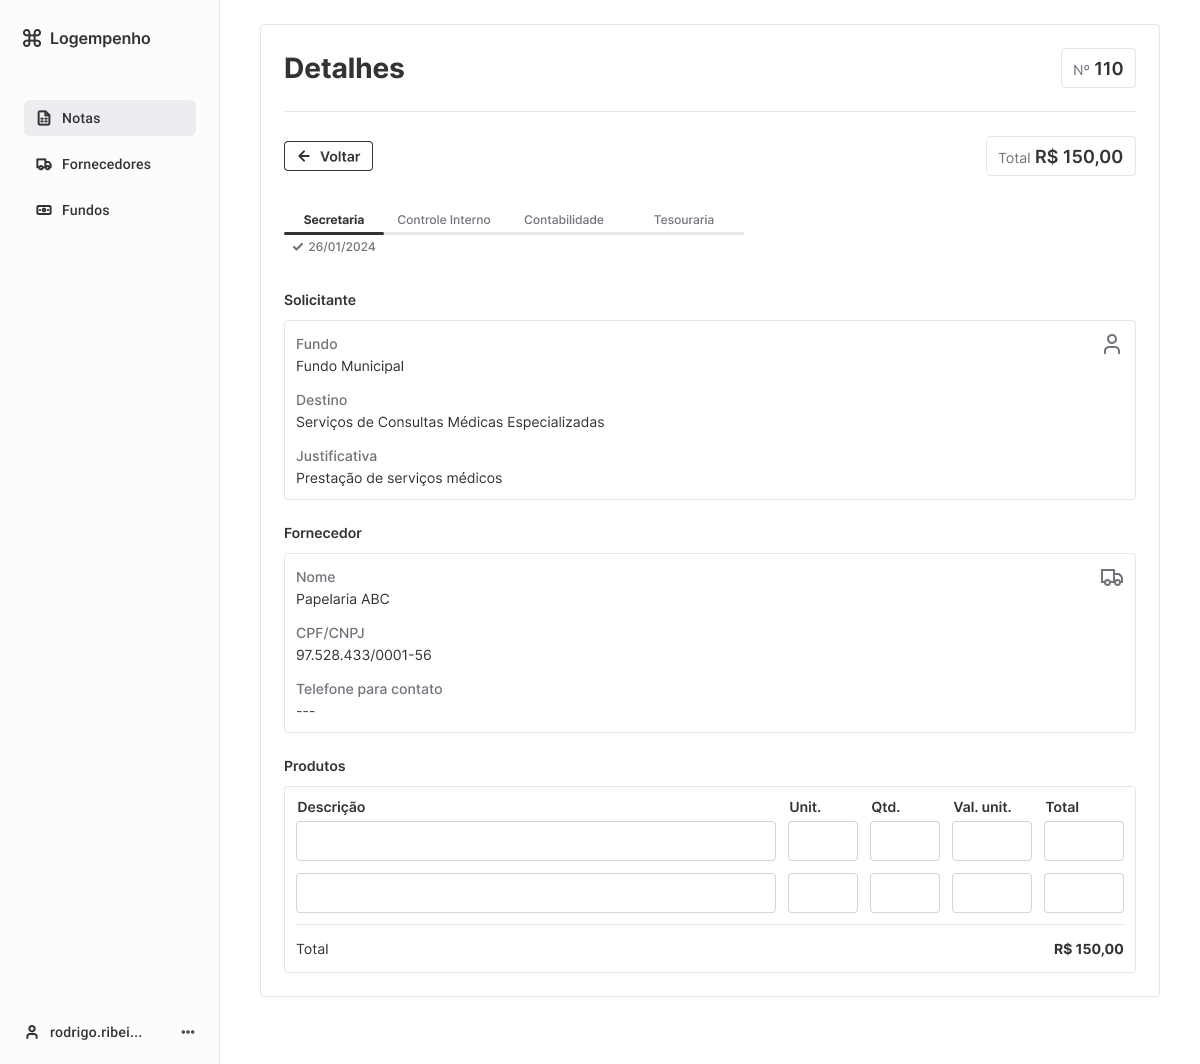 Logempenho
Notas
Fornecedores
Fundos
rodrigo.ribei...
Detalhes
Nº 110
Voltar
Total R$ 150,00
Secretaria
Controle Interno
Contabilidade
Tesouraria
26/01/2024
Solicitante
Fundo
Fundo Municipal
Destino
Serviços de Consultas Médicas Especializadas
Justificativa
Prestação de serviços médicos
Fornecedor
Nome
Papelaria ABC
CPF/CNPJ
97.528.433/0001-56
Telefone para contato
---
Produtos
Descrição Unit. Qtd. Val. unit. Total
Total R$ 150,00